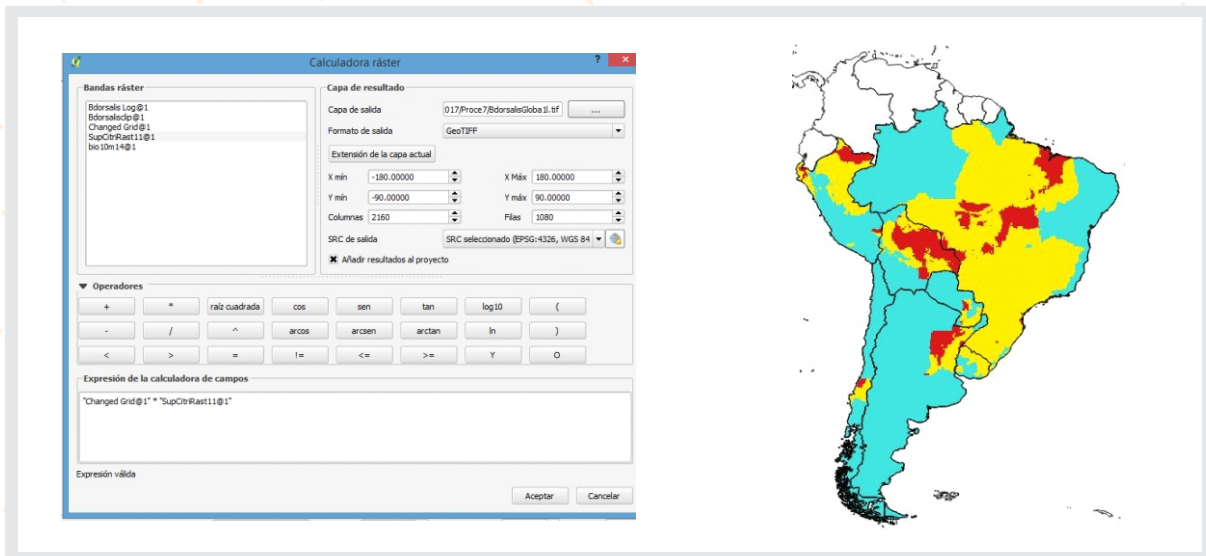 Calculadora ráster
?
×
Bandas ráster
Bdorsalis Log@1
Bdorsalisclip@1
Changed Grid@1
SupCitriRast11@1
bio10m14@1
Capa de resultado
Capa de salida 017/Proce7/BdorsalisGloba1l.tif ...
Formato de salida GeoTIFF
Extensión de la capa actual
X mín -180.00000 X Máx 180.00000
Y mín -90.00000 Y máx 90.00000
Columnas 2160 Filas 1080
SRC de salida SRC seleccionado (EPSG:4326, WGS 84
Añadir resultados al proyecto
Operadores
+ * raíz cuadrada cos sen tan log10 (
- / ^ arcos arcsen arctan ln )
< > = != <= >= Y O
Expresión de la calculadora de campos
"Changed Grid@1" * "SupCitriRast11@1"
Expresión válida
Aceptar Cancelar